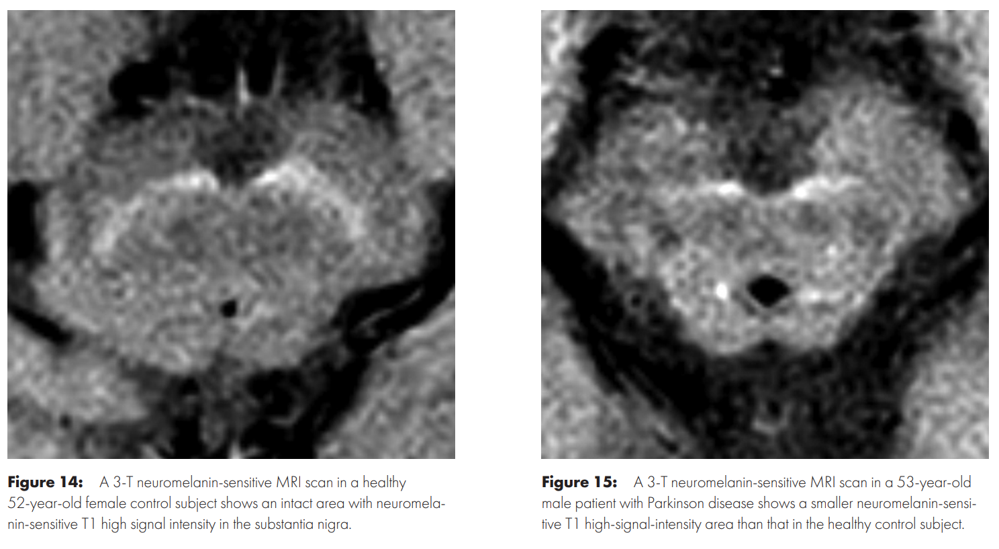 Figure 14: A 3-T neuromelanin-sensitive MRI scan in a healthy
52-year-old female control subject shows an intact area with neuromela-
nin-sensitive T1 high signal intensity in the substantia nigra.
Figure 15: A 3-T neuromelanin-sensitive MRI scan in a 53-year-old
male patient with Parkinson disease shows a smaller neuromelanin-sensi-
tive T1 high-signal-intensity area than that in the healthy control subject.